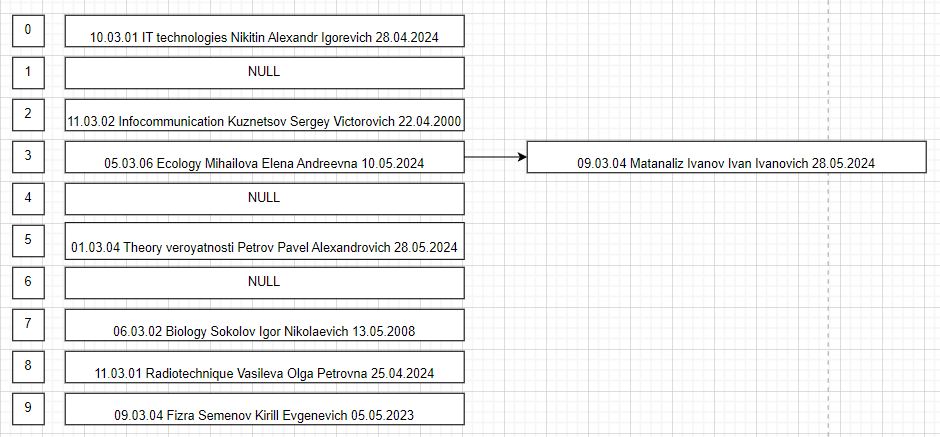 0
10.03.01 IT technologies Nikitin Alexandr Igorevich 28.04.2024
1
NULL
2
11.03.02 Infocommunication Kuznetsov Sergey Victorovich 22.04.2000
3
05.03.06 Ecology Mihailova Elena Andreevna 10.05.2024
09.03.04 Matanaliz Ivanov Ivan Ivanovich 28.05.2024
4
NULL
5
01.03.04 Theory veroyatnosti Petrov Pavel Alexandrovich 28.05.2024
6
NULL
7
06.03.02 Biology Sokolov Igor Nikolaevich 13.05.2008
8
11.03.01 Radiotechnique Vasileva Olga Petrovna 25.04.2024
9
09.03.04 Fizra Semenov Kirill Evgenevich 05.05.2023